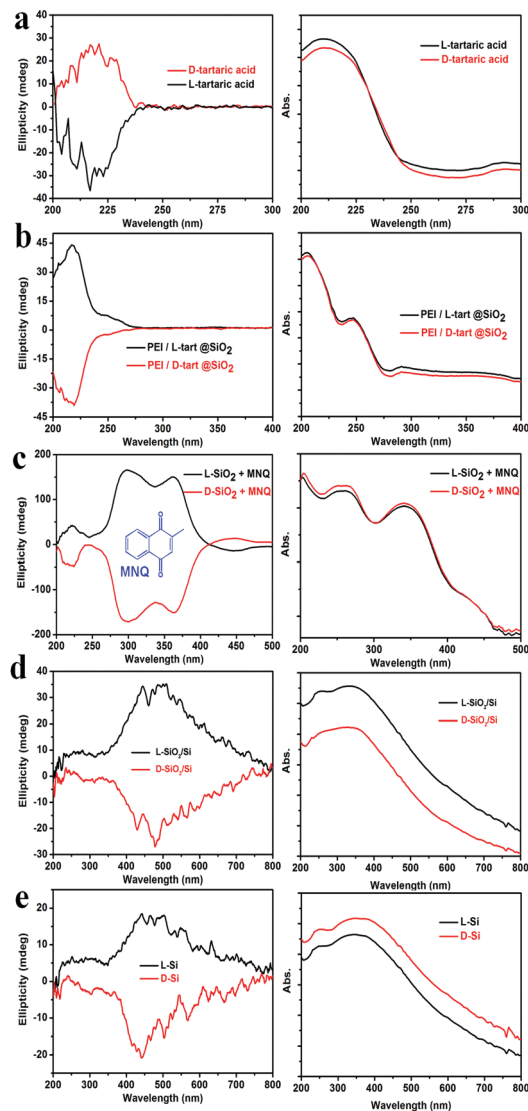 a
Ellipticity (mdeg)
40
30
20
10
0
-10
-20
-30
-40
D-tartaric acid
L-tartaric acid
200 220 240 260 280 300
Wavelength (nm)
Abs.
L-tartaric acid
D-tartaric acid
200 225 250 275 300
Wavelength (nm)
b
Ellipticity (mdeg)
45
30
15
0
-15
-30
-45
PEI / L-tart @SiO2
PEI / D-tart @SiO2
200 250 300 350 400
Wavelength (nm)
Abs.
PEI / L-tart @SiO2
PEI / D-tart @SiO2
200 250 300 350 400
Wavelength (nm)
c
Ellipticity (mdeg)
200
100
0
-100
-200
L-SiO2 + MNQ
D-SiO2 + MNQ
O
O
MNQ
200 250 300 350 400 450 500
Wavelength (nm)
Abs.
L-SiO2 + MNQ
D-SiO2 + MNQ
200 300 400 500
Wavelength (nm)
d
Ellipticity (mdeg)
40
30
20
10
0
-10
-20
-30
L-SiO2/Si
D-SiO2/Si
200 300 400 500 600 700 800
Wavelength (nm)
Abs.
L-SiO2/Si
D-SiO2/Si
200 300 400 500 600 700 800
Wavelength (nm)
e
Ellipticity (mdeg)
20
10
0
-10
-20
L-Si
D-Si
200 300 400 500 600 700 800
Wavelength (nm)
Abs.
L-Si
D-Si
200 300 400 500 600 700 800
Wavelength (nm)